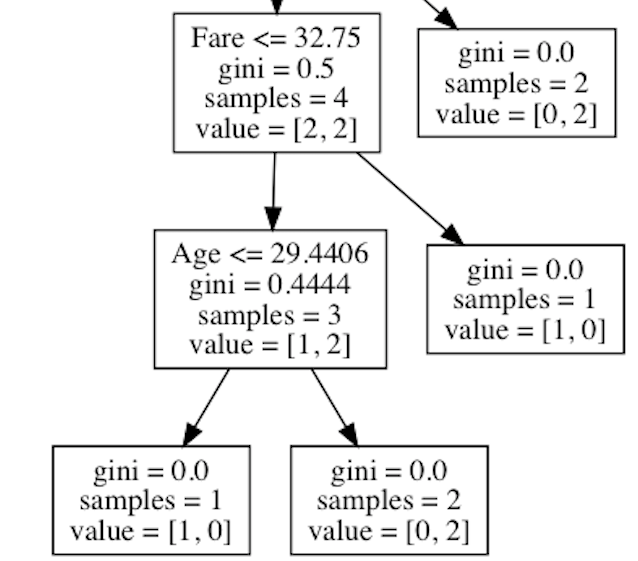 Fare <= 32.75
gini = 0.5
samples = 4
value = [2, 2]
gini = 0.0
samples = 2
value = [0, 2]
Age <= 29.4406
gini = 0.4444
samples = 3
value = [1, 2]
gini = 0.0
samples = 1
value = [1, 0]
gini = 0.0
samples = 1
value = [1, 0]
gini = 0.0
samples = 2
value = [0, 2]